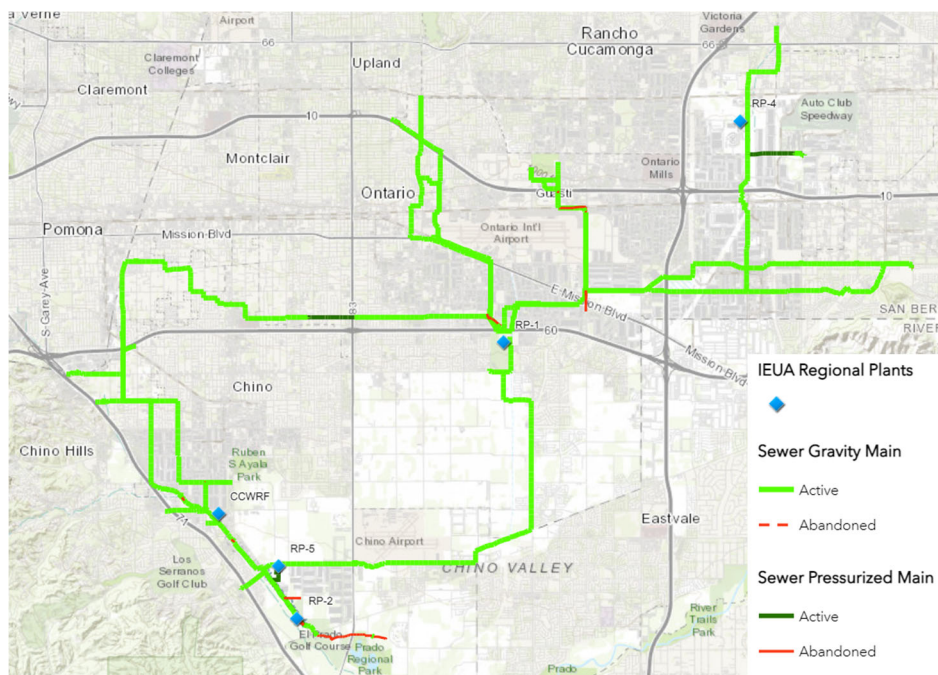 Airport
Victoria
Gardens
Rancho
Cucamonga
66
66
Claremont
Colleges
Upland
Claremont
RP-4
Auto Club
Speedway
10
Montclair
Ontario
Mills
Guasti
10
Ontario
Pomona
Mission Blvd
Ontario Int'l
Airport
S-Garey-Ave
E-Mission-Blvd
83
SAN BER
RIVER
RP-1
60
Mission-Blvd
Chino
IEUA Regional Plants
Chino Hills
Ruben
S Ayala
Park
Sewer Gravity Main
CCWRF
Active
71
Eastvale
Abandoned
Chino Airport
RP-5
Los
Serranos
Golf Club
CHINO VALLEY
Sewer Pressurized Main
RP-2
River
Trails
Park
Active
El Prado
Golf Course
Prado
Regional
Park
Abandoned
Prado